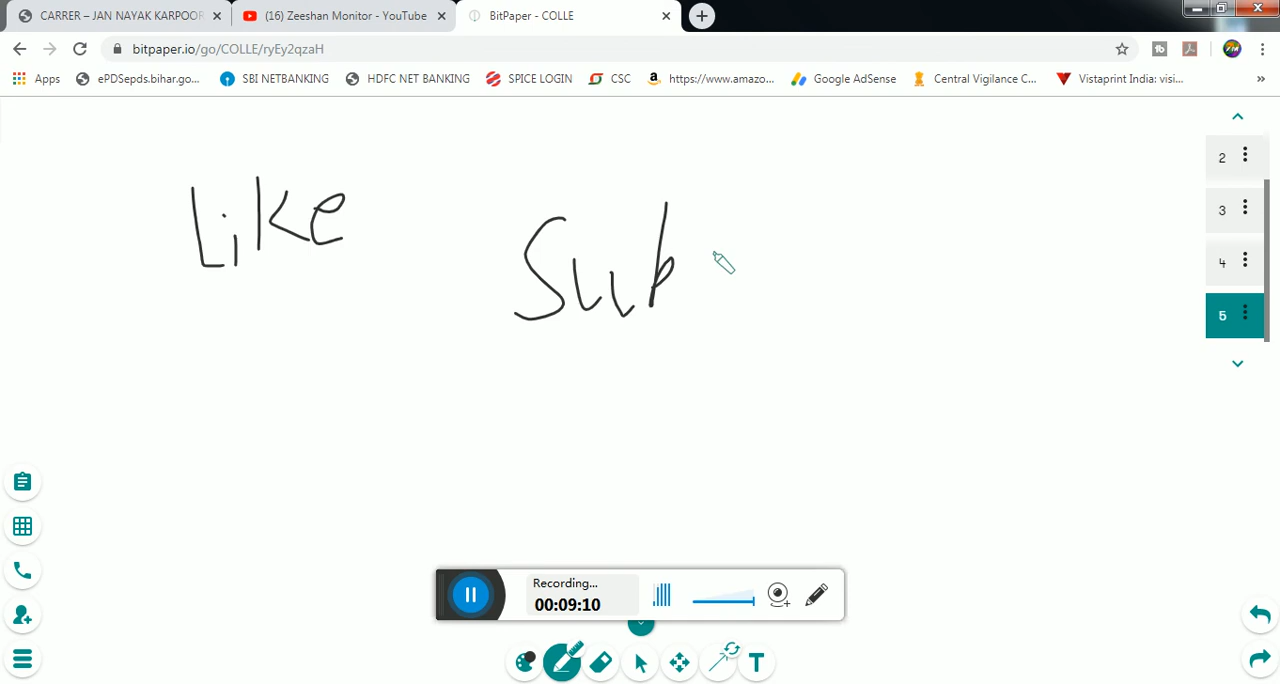 CARRER – JAN NAYAK KARPOOR
(16) Zeeshan Monitor - YouTube
BitPaper - COLLE
bitpaper.io/go/COLLE/ryEy2qzaH
Apps
ePDSepds.bihar.go...
SBI NETBANKING
HDFC NET BANKING
SPICE LOGIN
CSC
https://www.amazo...
Google AdSense
Central Vigilance C...
Vistaprint India: visi...
»
2
3
4
5
Like
Sub
Recording...
00:09:10
T